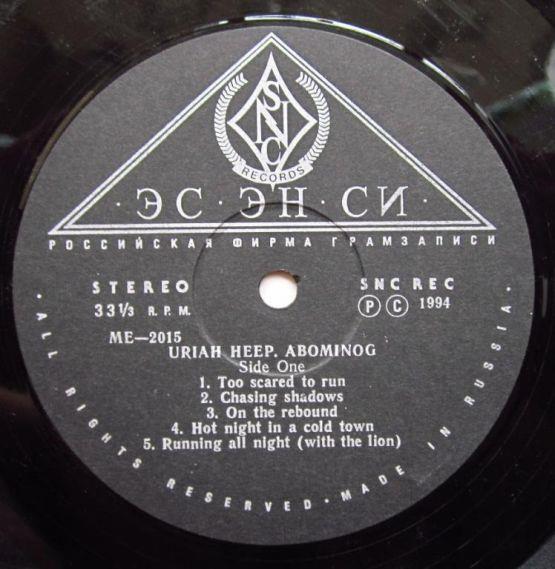 SNC
RECORDS
· ЭС · ЭН · СИ ·
РОССИЙСКАЯ ФИРМА ГРАМЗАПИСИ
STEREO
33 1/3 R. P. M.
SNC REC
Ⓟ Ⓒ 1994
ME—2015
URIAH HEEP. ABOMINOG
Side One
1. Too scared to run
2. Chasing shadows
3. On the rebound
4. Hot night in a cold town
5. Running all night (with the lion)
· ALL RIGHTS RESERVED · MADE IN RUSSIA ·